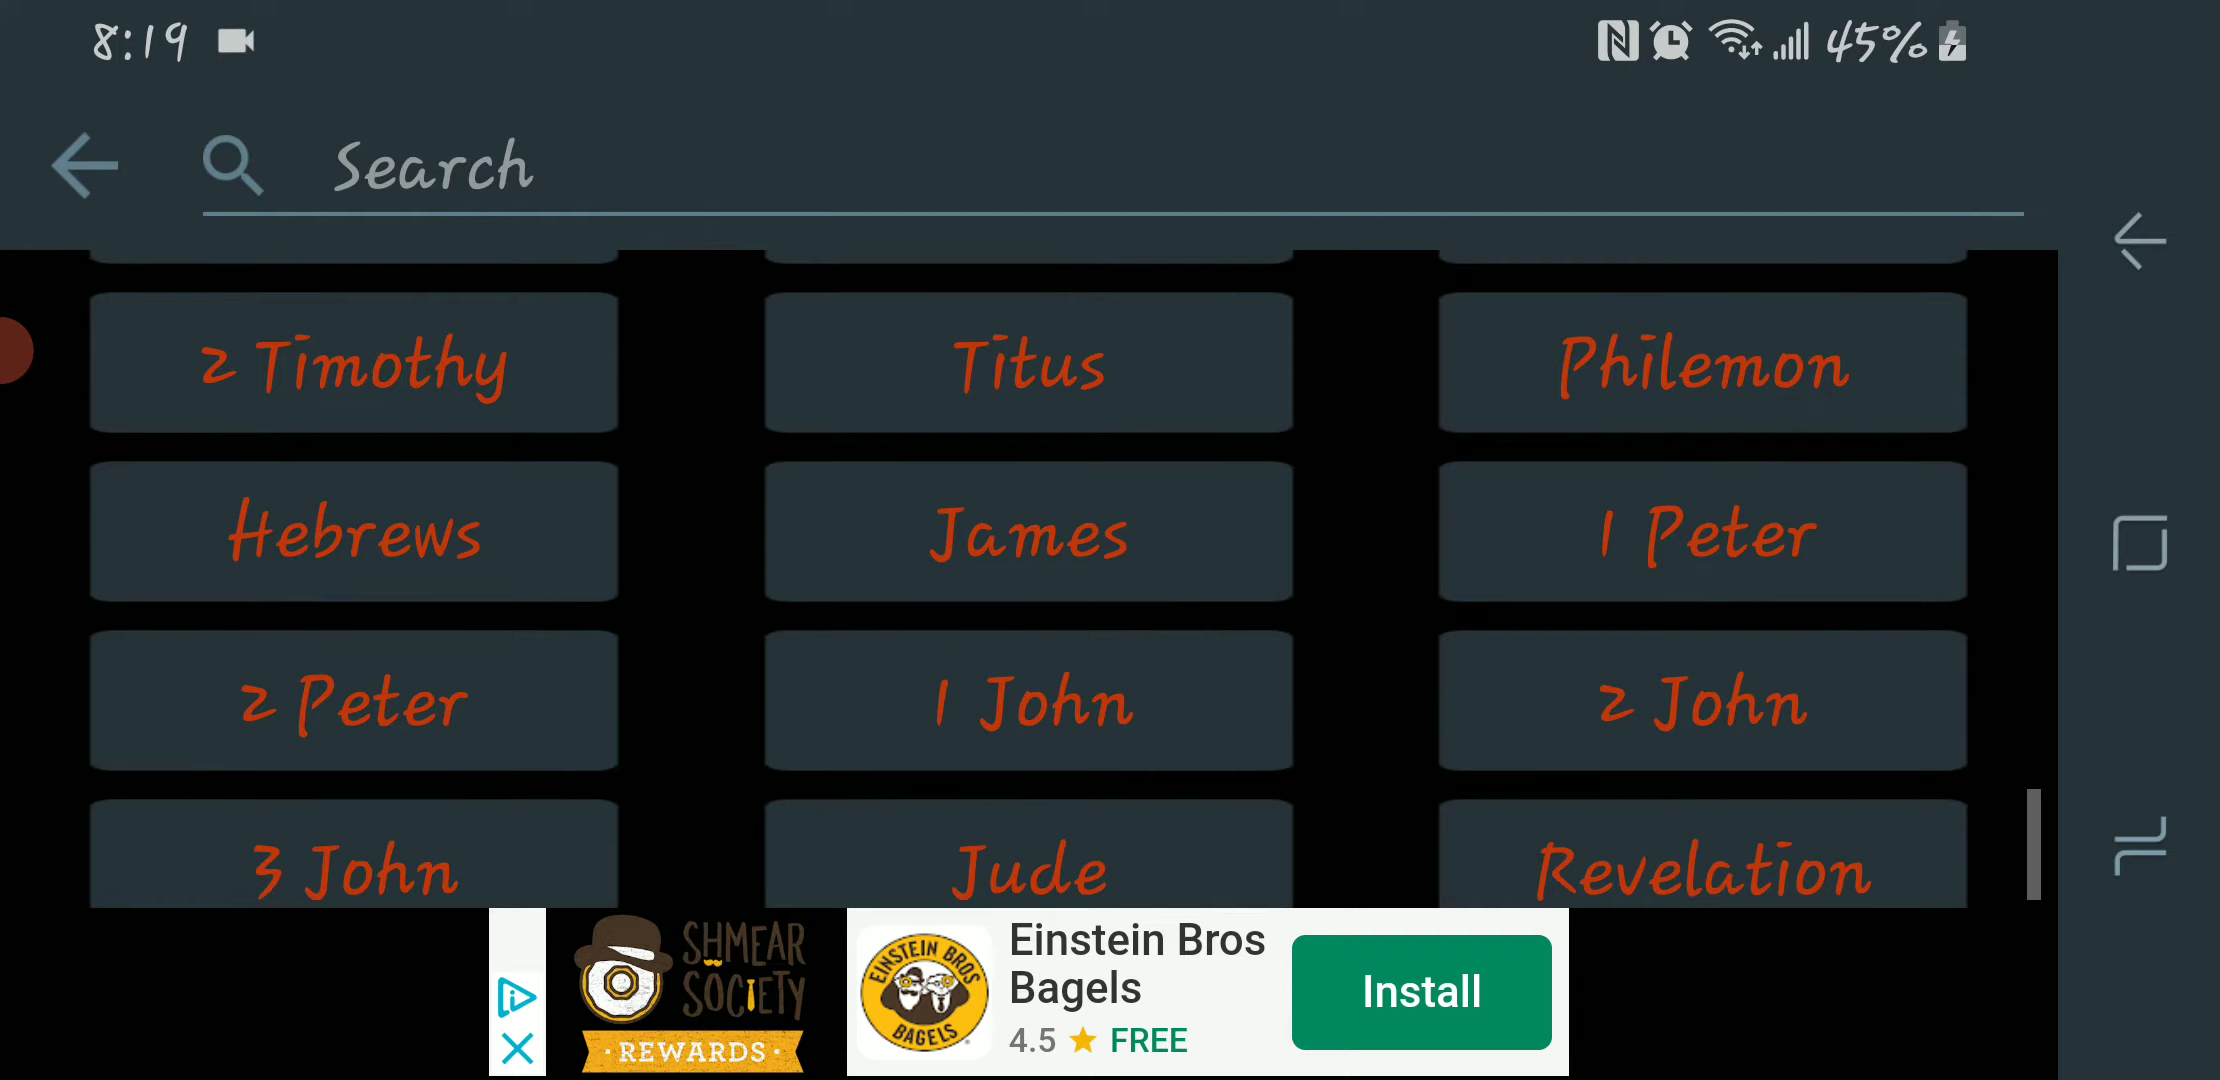 8:19 45%
Search
2 Timothy Titus Philemon
Hebrews James 1 Peter
2 Peter 1 John 2 John
3 John Jude Revelation
SHMEAR
SOCIETY
· REWARDS ·
EINSTEIN BROS
BAGELS
Einstein Bros
Bagels
4.5 ★ FREE
Install